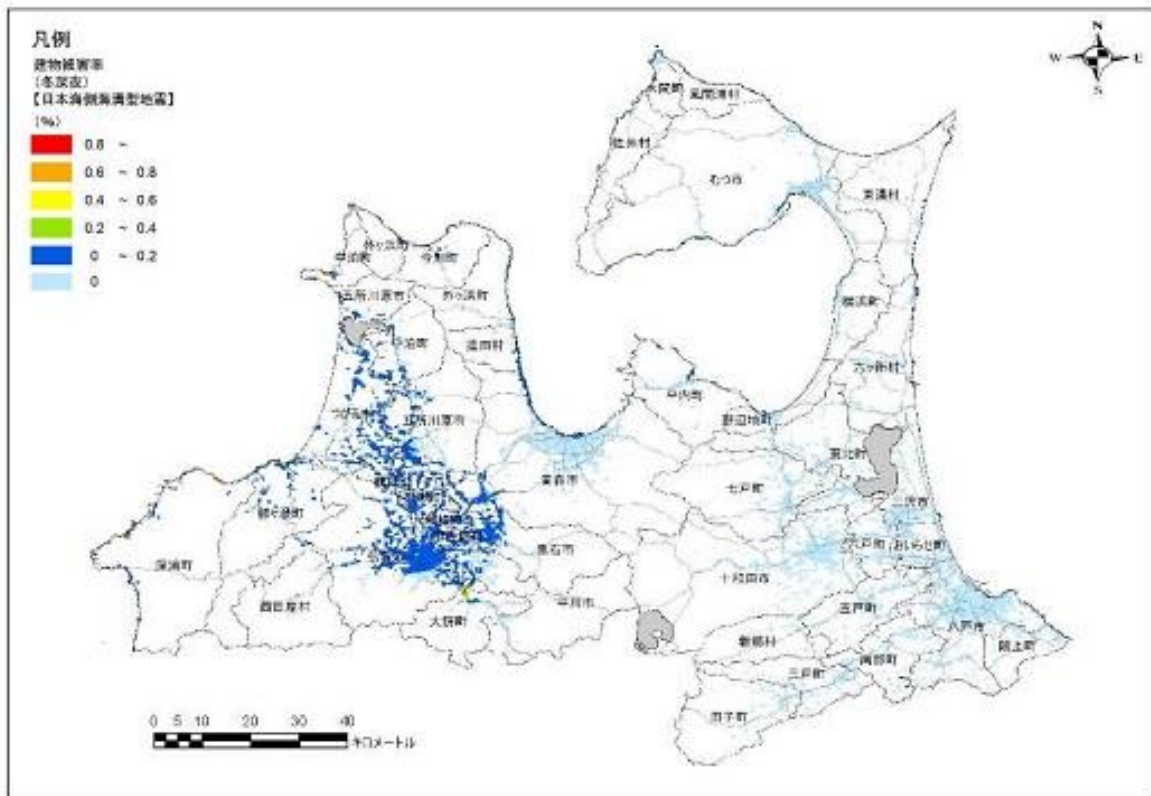 凡例
建物被害率
(冬深夜)
【日本海側海溝型地震】
(%)
0.8 ~
0.6 ~ 0.8
0.4 ~ 0.6
0.2 ~ 0.4
0 ~ 0.2
0
N
W E
S
大間町
風間浦村
佐井村
むつ市
東通村
外ヶ浜町
中泊町
今別町
五所川原市
外ヶ浜町
中泊町
蓬田村
横浜町
六ヶ所村
平内町
野辺地町
つがる市
五所川原市
青森市
東北町
七戸町
三沢市
鰺ヶ沢町
六戸町
おいらせ町
深浦町
黒石市
十和田市
西目屋村
大鰐町
平川市
五戸町
八戸市
新郷村
階上町
南部町
三戸町
田子町
0 5 10 20 30 40
キロメートル